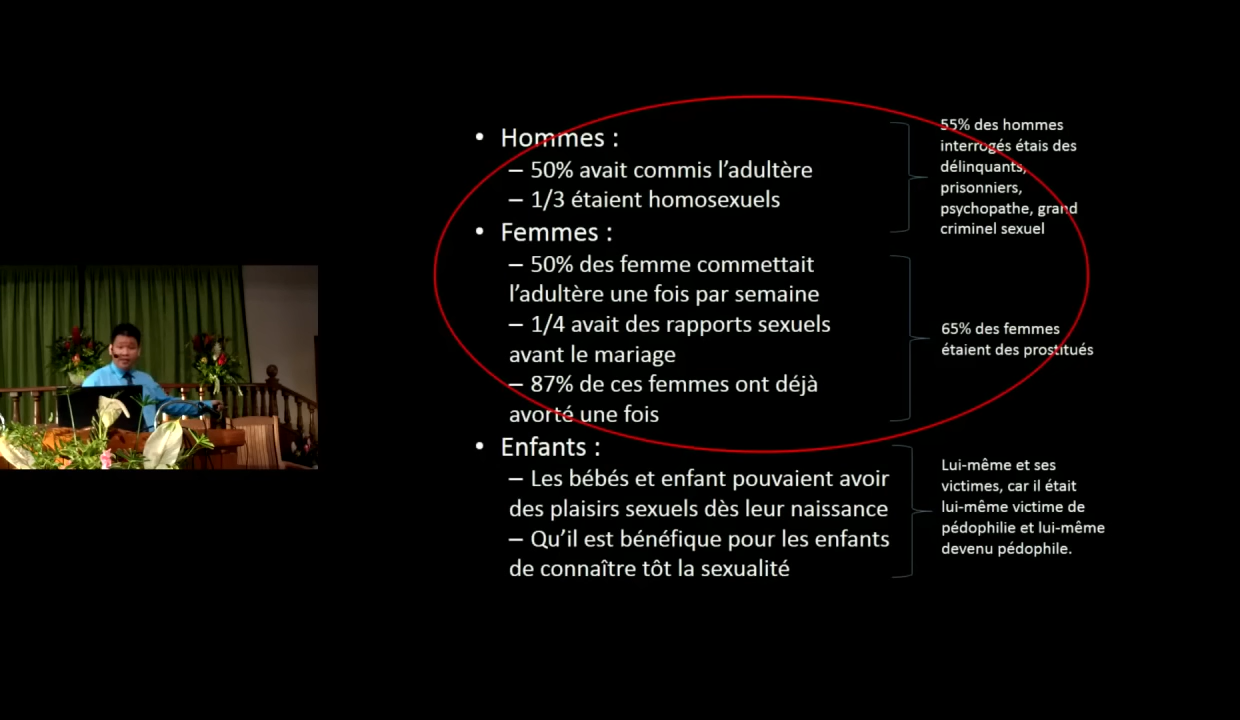 • Hommes :
– 50% avait commis l'adultère
– 1/3 étaient homosexuels
• Femmes :
– 50% des femme commettait
l'adultère une fois par semaine
– 1/4 avait des rapports sexuels
avant le mariage
– 87% de ces femmes ont déjà
avorté une fois
• Enfants :
– Les bébés et enfant pouvaient avoir
des plaisirs sexuels dès leur naissance
– Qu'il est bénéfique pour les enfants
de connaître tôt la sexualité
55% des hommes
interrogés étais des
délinquants,
prisonniers,
psychopathe, grand
criminel sexuel
65% des femmes
étaient des prostitués
Lui-même et ses
victimes, car il était
lui-même victime de
pédophilie et lui-même
devenu pédophile.